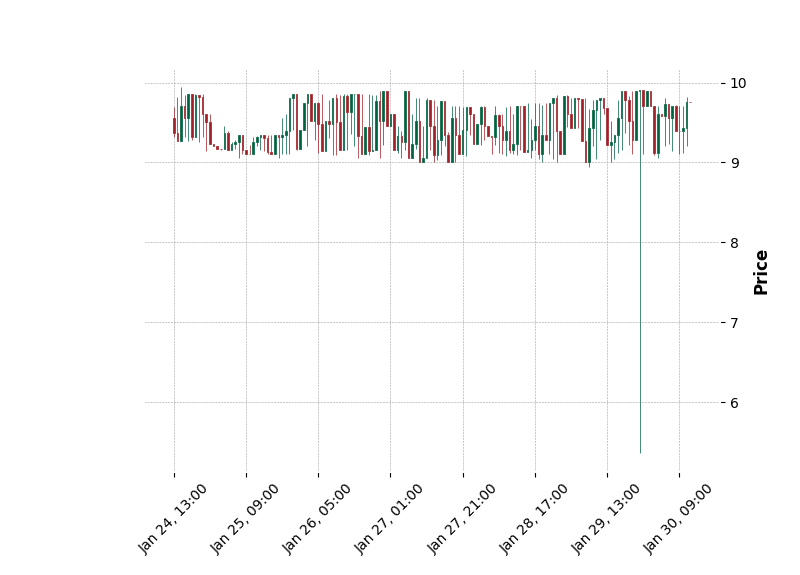 10
9
8
7
6
Price
Jan 24, 13:00
Jan 25, 09:00
Jan 26, 05:00
Jan 27, 01:00
Jan 27, 21:00
Jan 28, 17:00
Jan 29, 13:00
Jan 30, 09:00